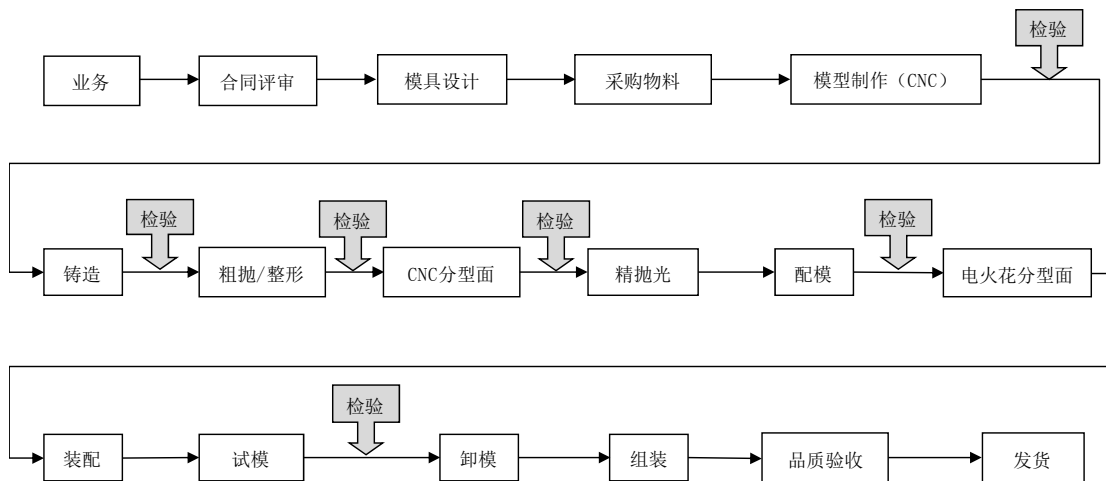 检验
业务
合同评审
模具设计
采购物料
模型制作（CNC）
检验
检验
检验
检验
铸造
粗抛/整形
CNC分型面
精抛光
配模
电火花分型面
检验
装配
试模
卸模
组装
品质验收
发货